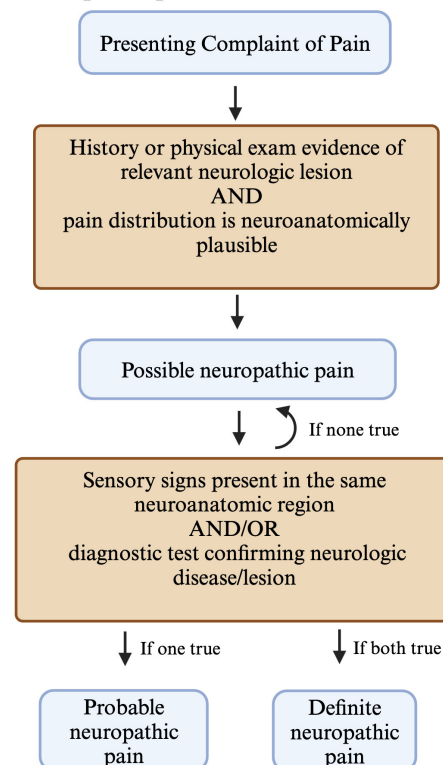 Presenting Complaint of Pain
History or physical exam evidence of
relevant neurologic lesion
AND
pain distribution is neuroanatomically
plausible
Possible neuropathic pain
If none true
Sensory signs present in the same
neuroanatomic region
AND/OR
diagnostic test confirming neurologic
disease/lesion
If one true
If both true
Probable
neuropathic
pain
Definite
neuropathic
pain